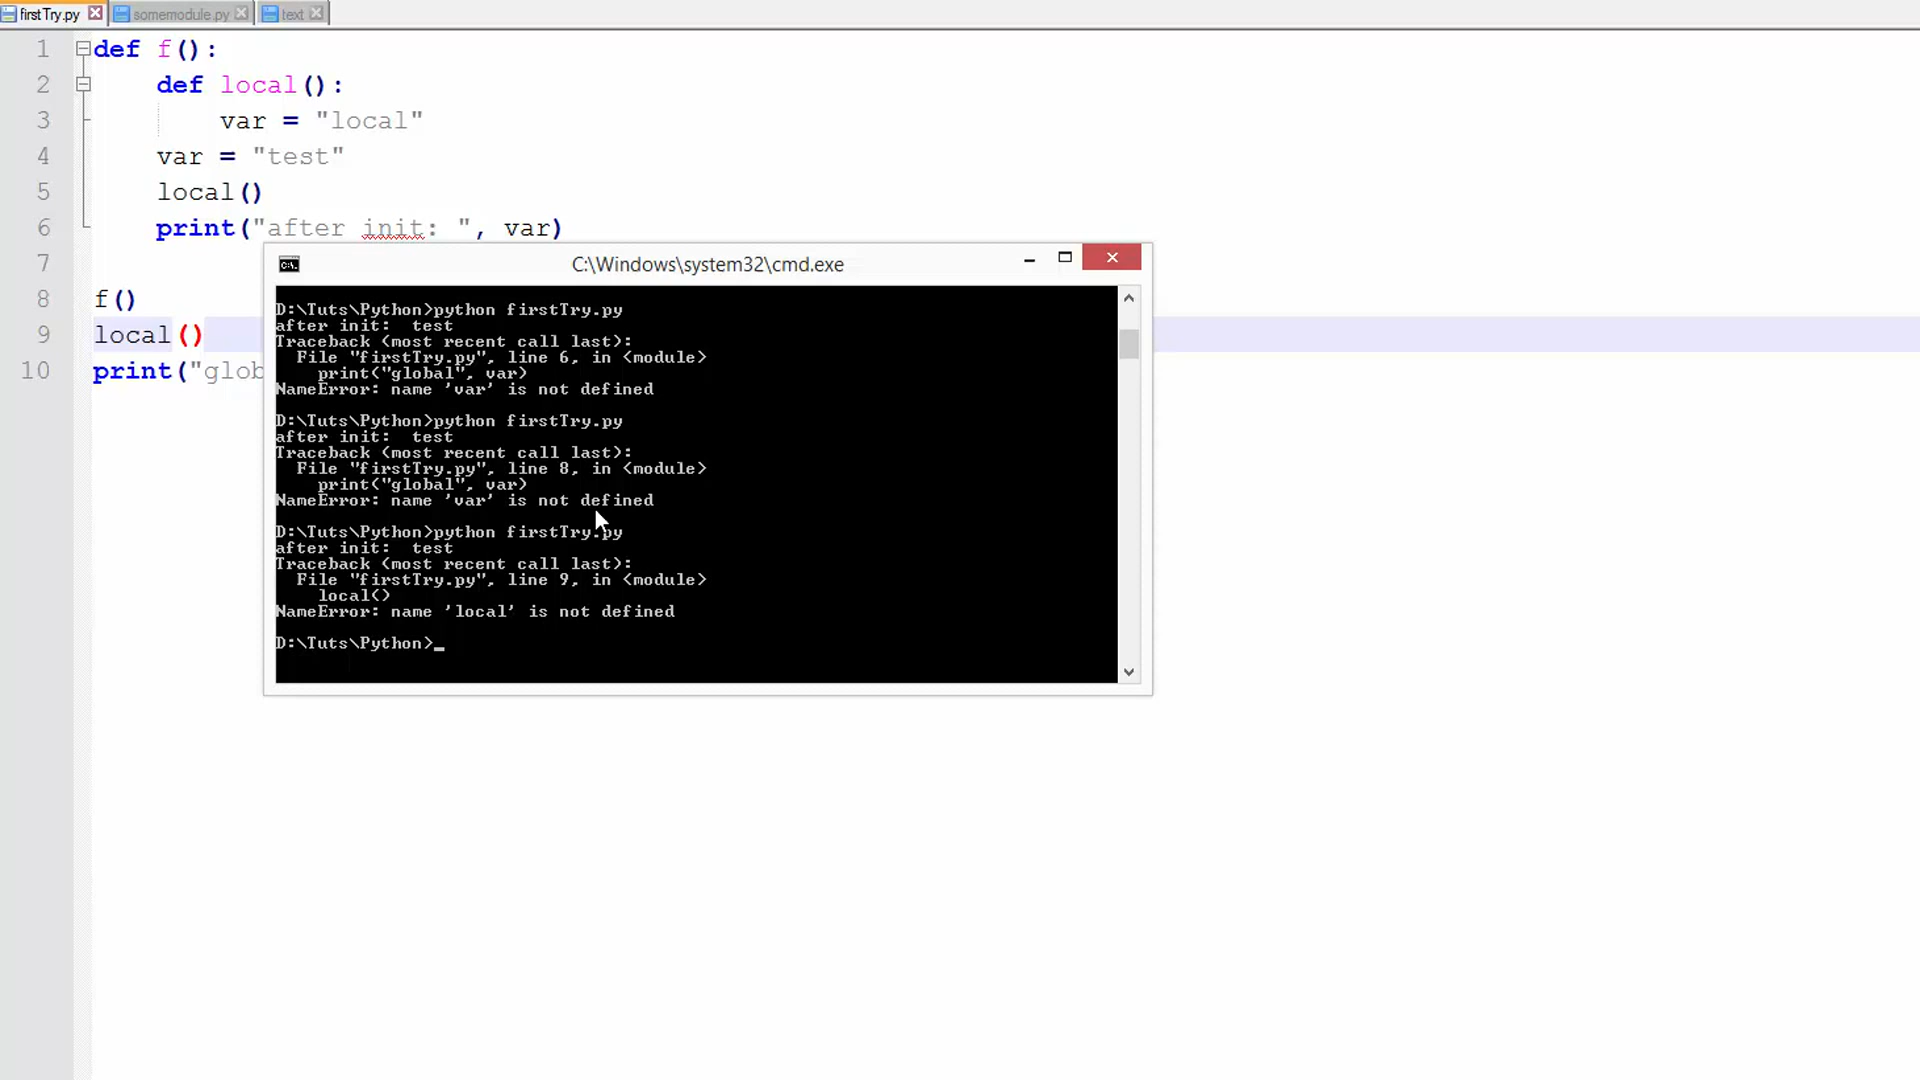 firstTry.py somemodule.py text
1 def f():
2 def local():
3 var = "local"
4 var = "test"
5 local()
6 print("after init: ", var)
7
8 f()
9 local()
10 print("glob
C:\Windows\system32\cmd.exe
D:\Tuts\Python>python firstTry.py
after init:  test
Traceback (most recent call last):
File "firstTry.py", line 6, in <module>
print("global", var)
NameError: name 'var' is not defined
D:\Tuts\Python>python firstTry.py
after init:  test
Traceback (most recent call last):
File "firstTry.py", line 8, in <module>
print("global", var)
NameError: name 'var' is not defined
D:\Tuts\Python>python firstTry.py
after init:  test
Traceback (most recent call last):
File "firstTry.py", line 9, in <module>
local()
NameError: name 'local' is not defined
D:\Tuts\Python>_